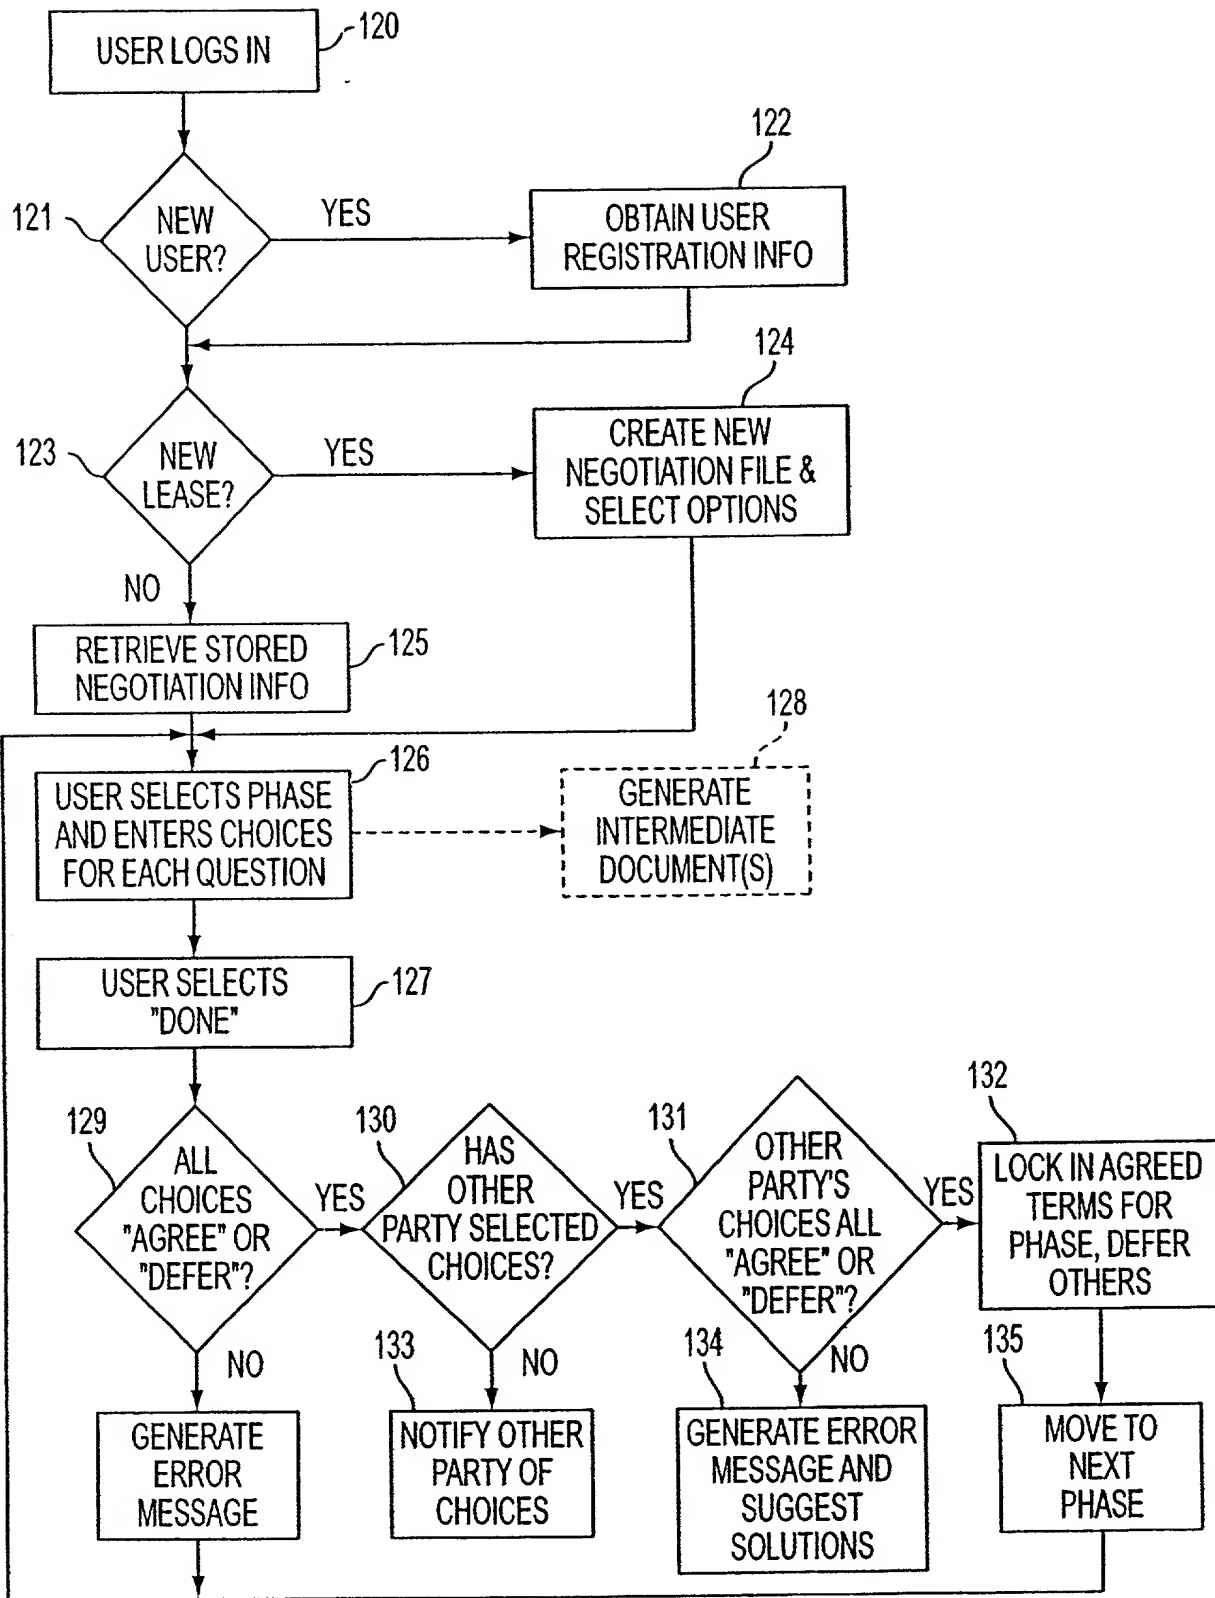 USER LOGS IN
120
121
NEW
USER?
YES
122
OBTAIN USER
REGISTRATION INFO
123
NEW
LEASE?
YES
124
CREATE NEW
NEGOTIATION FILE &
SELECT OPTIONS
NO
RETRIEVE STORED
NEGOTIATION INFO
125
126
USER SELECTS PHASE
AND ENTERS CHOICES
FOR EACH QUESTION
128
GENERATE
INTERMEDIATE
DOCUMENT(S)
USER SELECTS
"DONE"
127
129
ALL
CHOICES
"AGREE" OR
"DEFER"?
YES
130
HAS
OTHER
PARTY SELECTED
CHOICES?
YES
131
OTHER
PARTY'S
CHOICES ALL
"AGREE" OR
"DEFER"?
YES
132
LOCK IN AGREED
TERMS FOR
PHASE, DEFER
OTHERS
NO
GENERATE
ERROR
MESSAGE
133
NO
NOTIFY OTHER
PARTY OF
CHOICES
134
NO
GENERATE ERROR
MESSAGE AND
SUGGEST
SOLUTIONS
135
MOVE TO
NEXT
PHASE